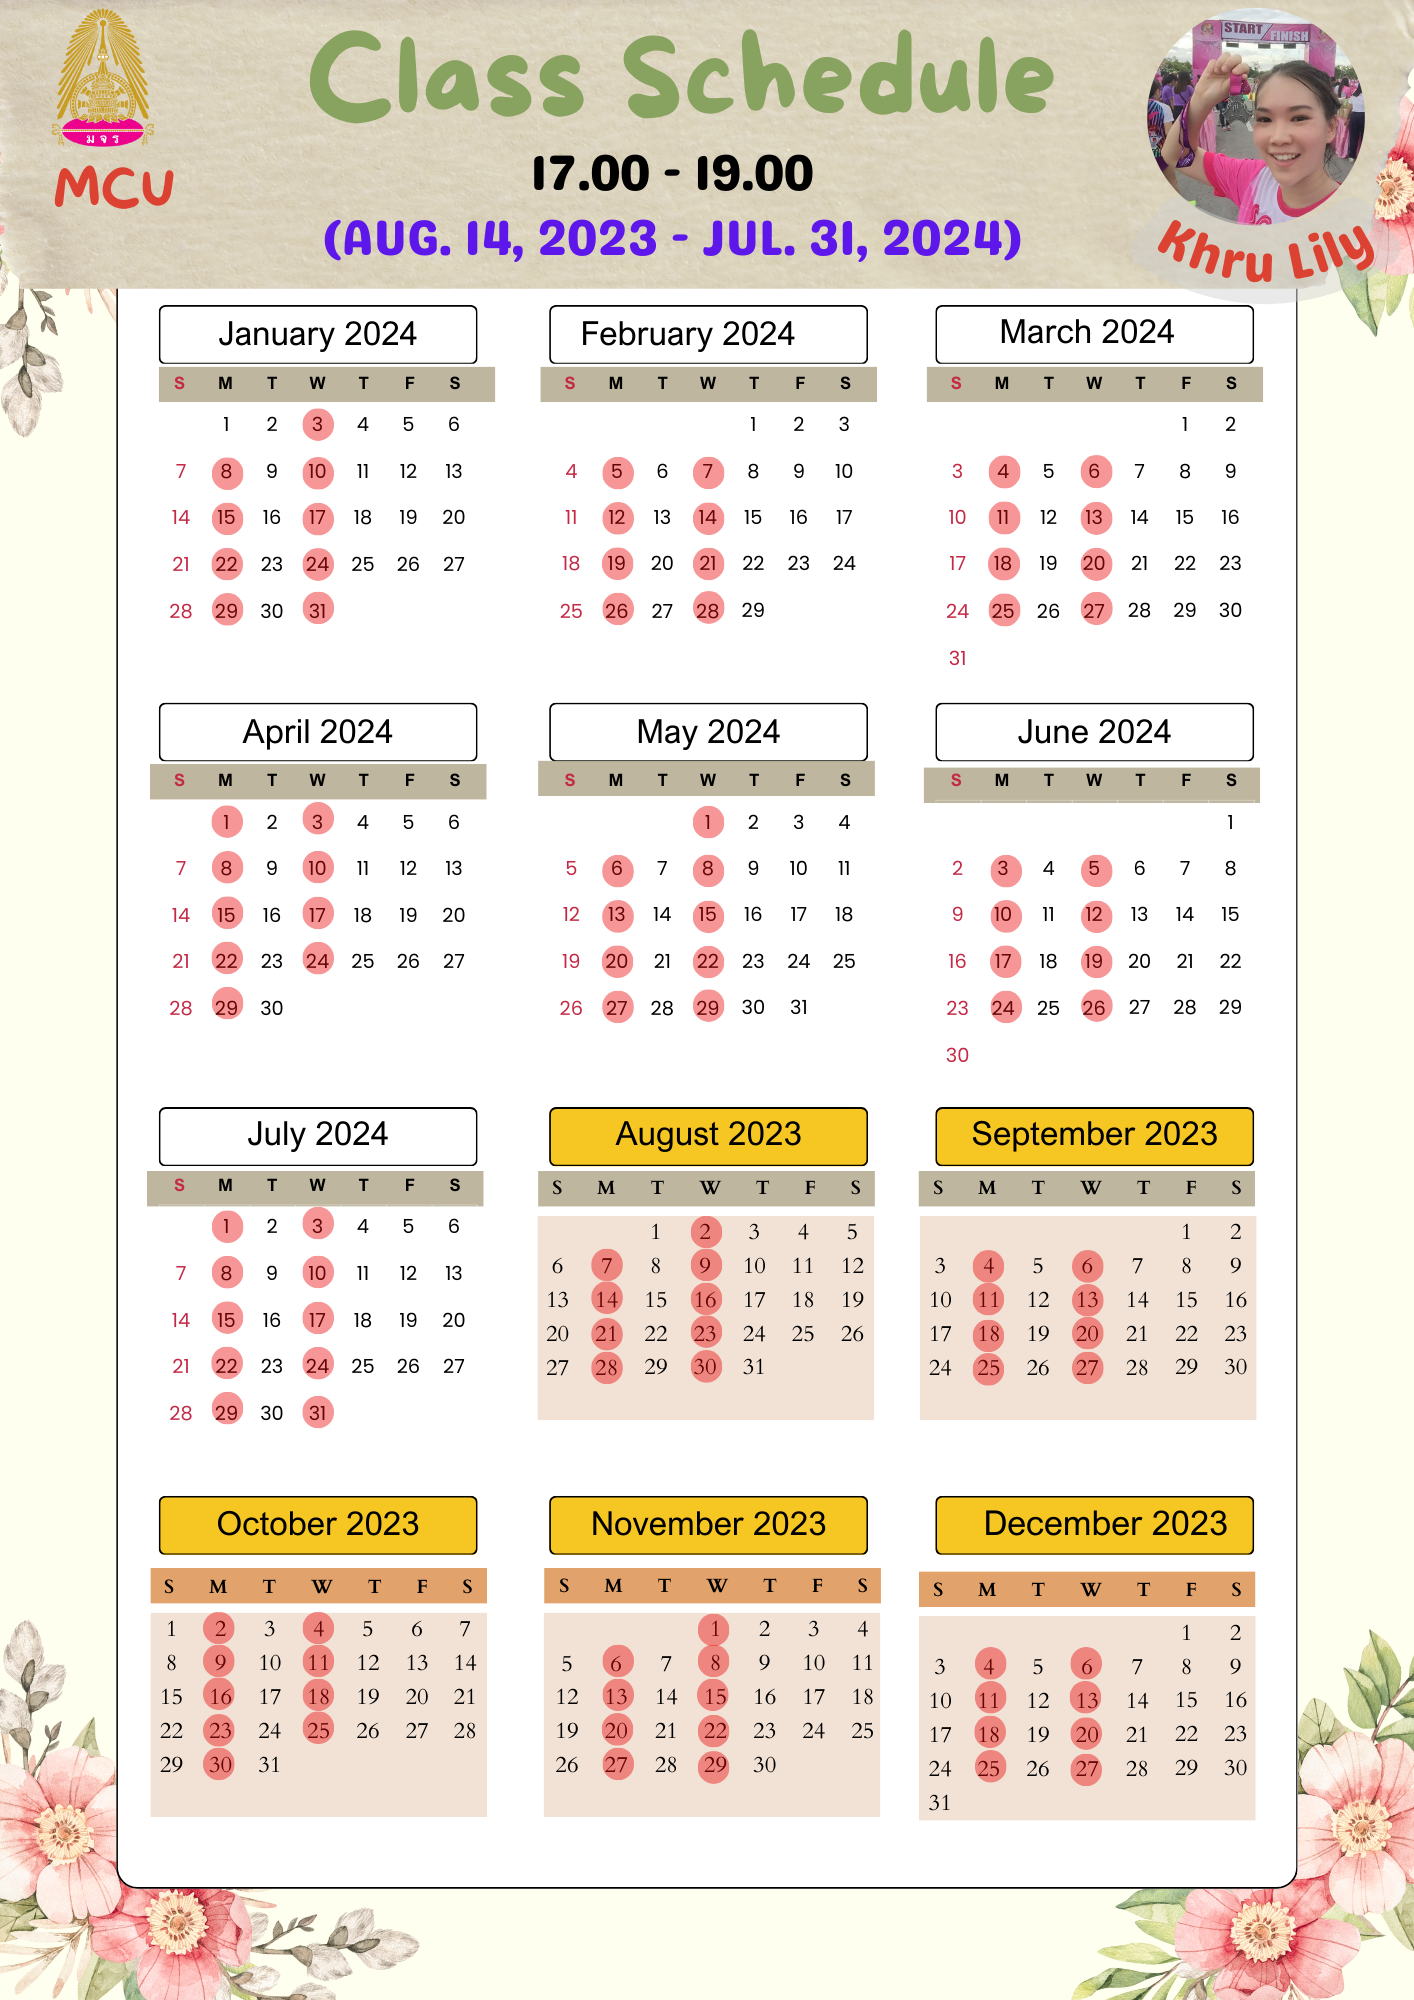 มจร
MCU
Class Schedule
17.00 - 19.00
(AUG. 14, 2023 - JUL. 31, 2024)
START
FINISH
Khru Lily
January 2024
S M T W T F S
1 2 3 4 5 6
7 8 9 10 11 12 13
14 15 16 17 18 19 20
21 22 23 24 25 26 27
28 29 30 31
February 2024
S M T W T F S
1 2 3
4 5 6 7 8 9 10
11 12 13 14 15 16 17
18 19 20 21 22 23 24
25 26 27 28 29
March 2024
S M T W T F S
1 2
3 4 5 6 7 8 9
10 11 12 13 14 15 16
17 18 19 20 21 22 23
24 25 26 27 28 29 30
31
April 2024
S M T W T F S
1 2 3 4 5 6
7 8 9 10 11 12 13
14 15 16 17 18 19 20
21 22 23 24 25 26 27
28 29 30
May 2024
S M T W T F S
1 2 3 4
5 6 7 8 9 10 11
12 13 14 15 16 17 18
19 20 21 22 23 24 25
26 27 28 29 30 31
June 2024
S M T W T F S
1
2 3 4 5 6 7 8
9 10 11 12 13 14 15
16 17 18 19 20 21 22
23 24 25 26 27 28 29
30
July 2024
S M T W T F S
1 2 3 4 5 6
7 8 9 10 11 12 13
14 15 16 17 18 19 20
21 22 23 24 25 26 27
28 29 30 31
August 2023
S M T W T F S
1 2 3 4 5
6 7 8 9 10 11 12
13 14 15 16 17 18 19
20 21 22 23 24 25 26
27 28 29 30 31
September 2023
S M T W T F S
1 2
3 4 5 6 7 8 9
10 11 12 13 14 15 16
17 18 19 20 21 22 23
24 25 26 27 28 29 30
October 2023
S M T W T F S
1 2 3 4 5 6 7
8 9 10 11 12 13 14
15 16 17 18 19 20 21
22 23 24 25 26 27 28
29 30 31
November 2023
S M T W T F S
1 2 3 4
5 6 7 8 9 10 11
12 13 14 15 16 17 18
19 20 21 22 23 24 25
26 27 28 29 30
December 2023
S M T W T F S
1 2
3 4 5 6 7 8 9
10 11 12 13 14 15 16
17 18 19 20 21 22 23
24 25 26 27 28 29 30
31